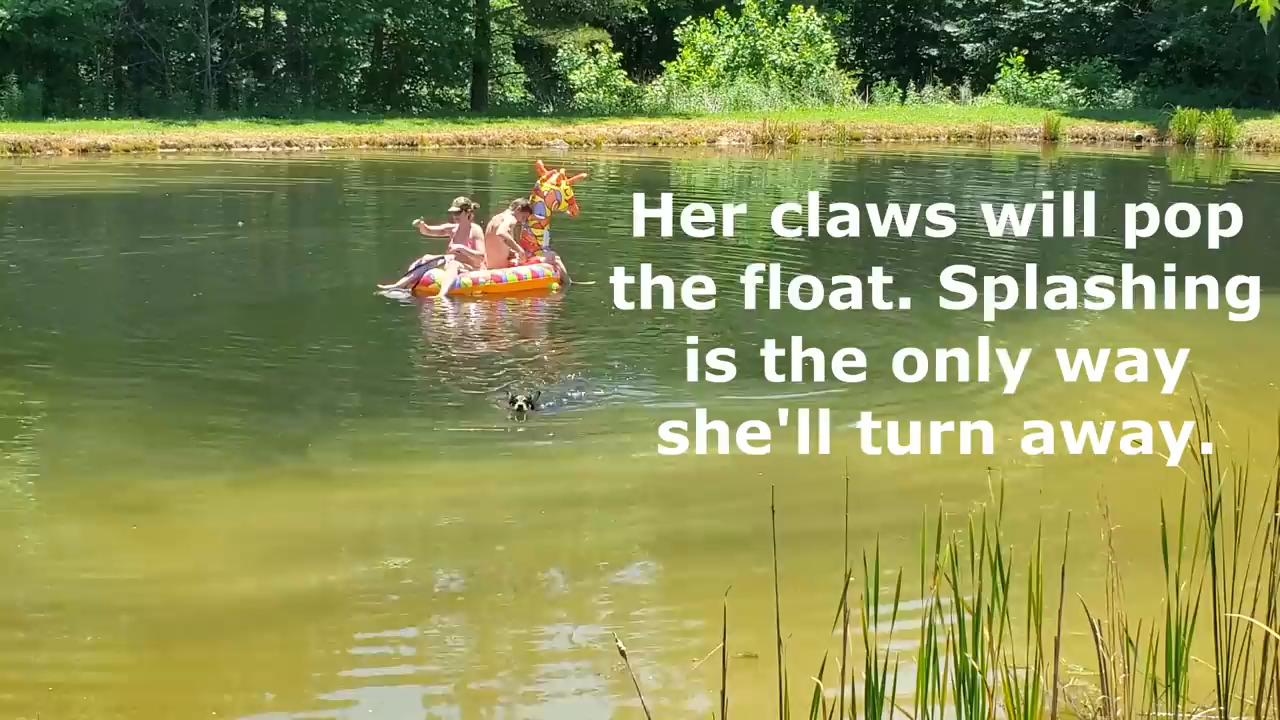 Her claws will pop
the float. Splashing
is the only way
she'll turn away.